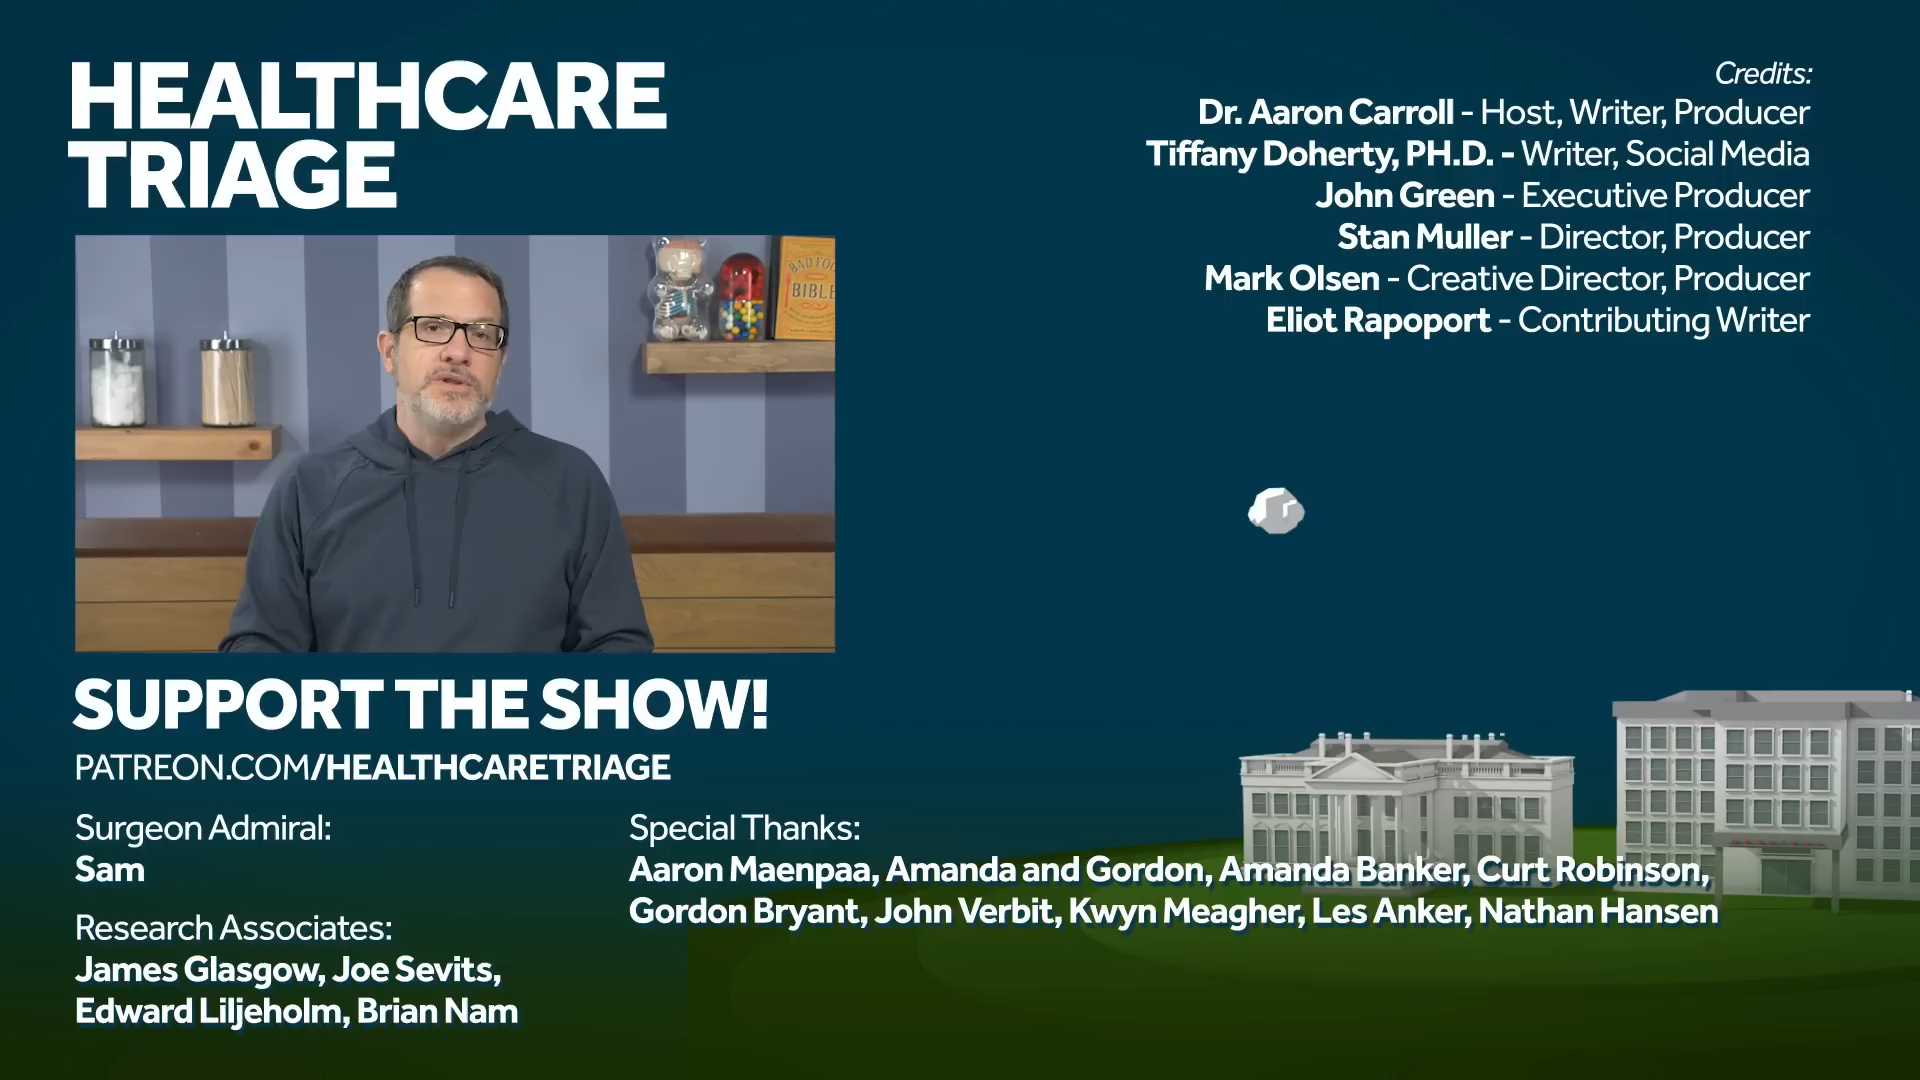 HEALTHCARE
TRIAGE
BAD FOO
BIBLE
SUPPORT THE SHOW!
PATREON.COM/HEALTHCARETRIAGE
Surgeon Admiral:
Sam
Research Associates:
James Glasgow, Joe Sevits,
Edward Liljeholm, Brian Nam
Special Thanks:
Aaron Maenpaa, Amanda and Gordon, Amanda Banker, Curt Robinson,
Gordon Bryant, John Verbit, Kwyn Meagher, Les Anker, Nathan Hansen
Credits:
Dr. Aaron Carroll - Host, Writer, Producer
Tiffany Doherty, PH.D. - Writer, Social Media
John Green - Executive Producer
Stan Muller - Director, Producer
Mark Olsen - Creative Director, Producer
Eliot Rapoport - Contributing Writer